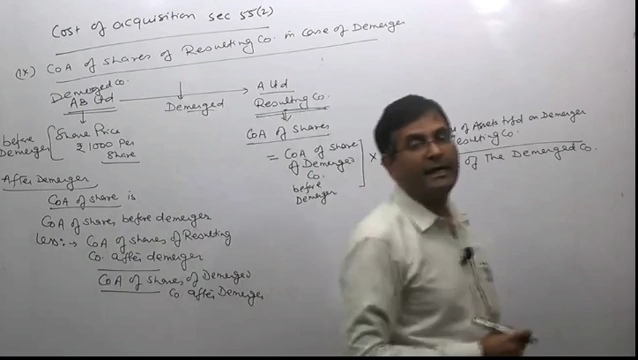 Cost of acquisition sec 55(2)
(ix) CoA of shares of Resulting Co. in case of Demerger
Demerged Co.
AB Ltd
Demerged
A Ltd
Resulting Co.
before
Demerger
Share Price
₹ 1000 Per
Share
CoA of shares
= CoA of share
of Demerged
Co.
before
Demerger
×
of Assets trfd on Demerger
Resulting Co.
of The Demerged Co.
After Demerger
CoA of share is
CoA of shares before demerger
Less:→ CoA of shares of Resulting
Co. after demerger
CoA of shares of Demerger
Co. after Demerger